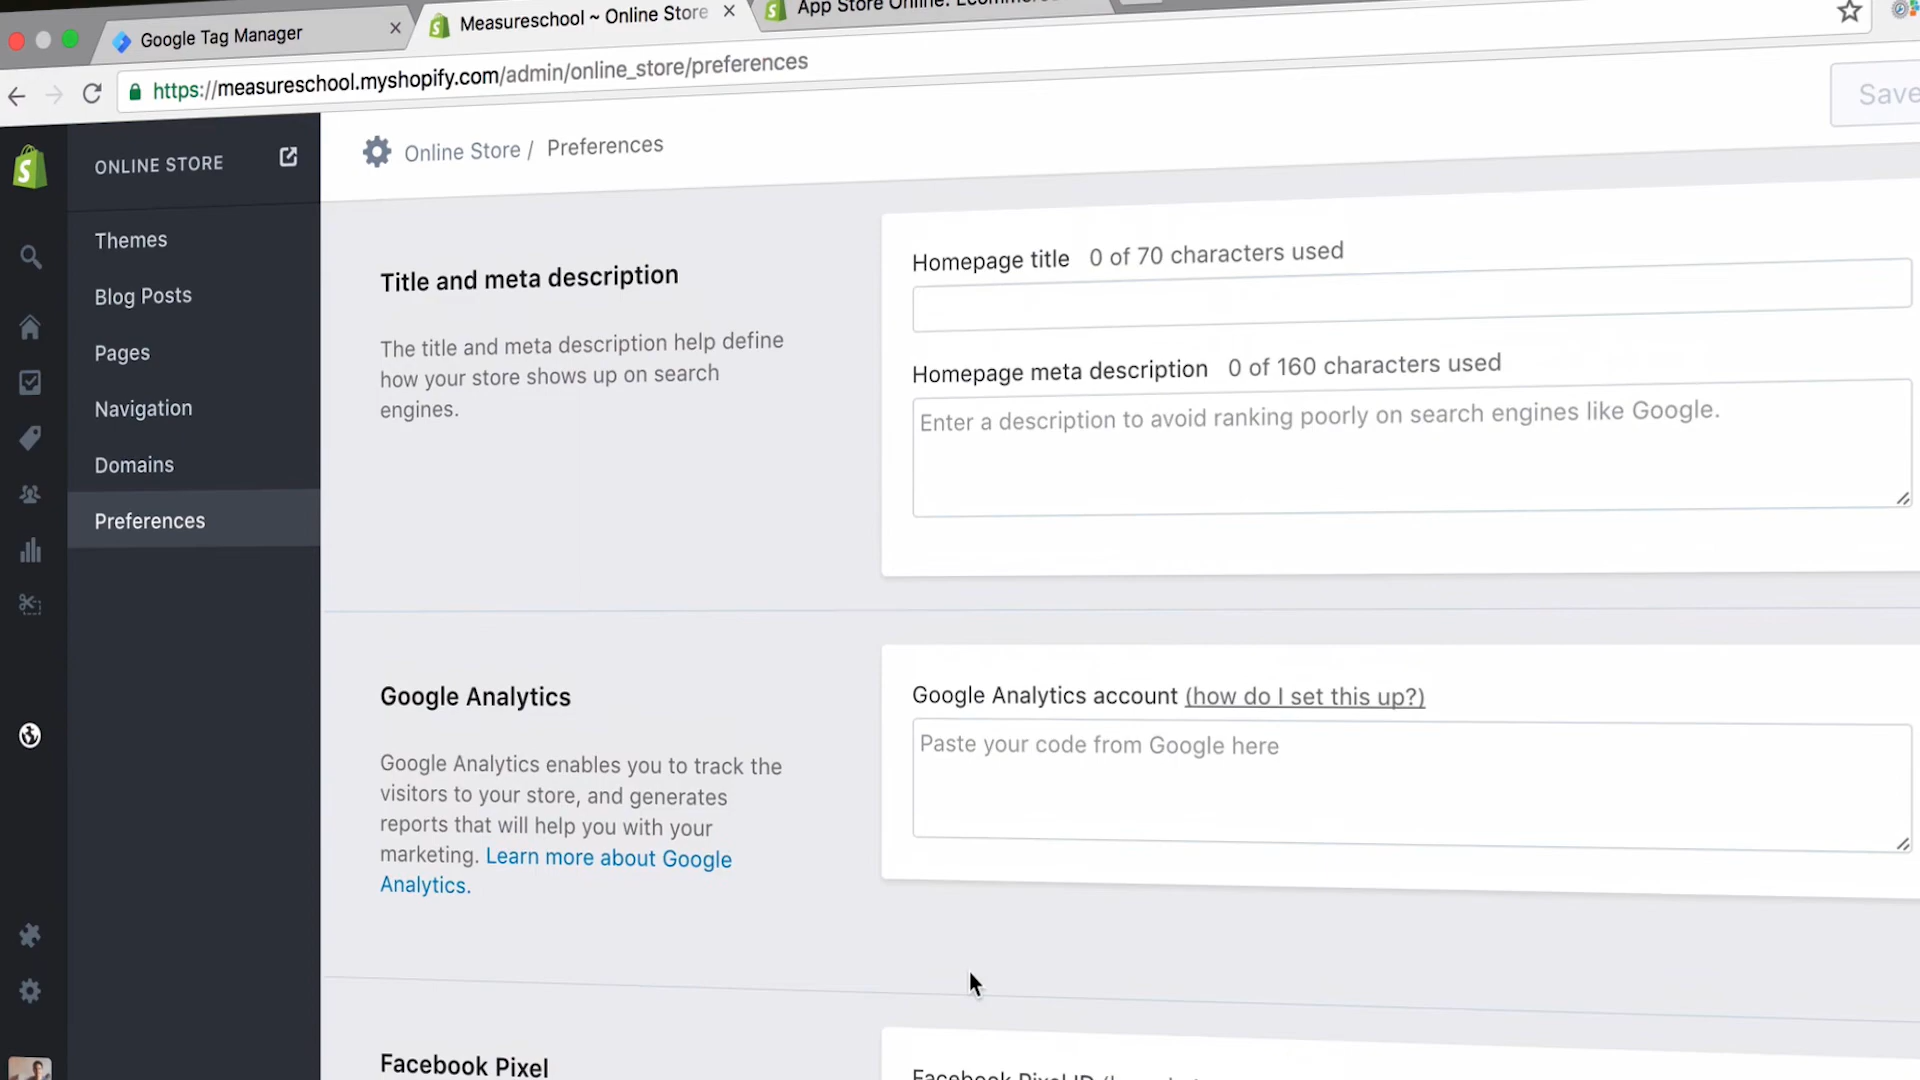 Google Tag Manager
Measureschool ~ Online Store
App Store Online:
https://measureschool.myshopify.com/admin/online_store/preferences
Save
ONLINE STORE
Online Store / Preferences
Themes
Blog Posts
Pages
Navigation
Domains
Preferences
Title and meta description
The title and meta description help define
how your store shows up on search
engines.
Homepage title 0 of 70 characters used
Homepage meta description 0 of 160 characters used
Enter a description to avoid ranking poorly on search engines like Google.
Google Analytics
Google Analytics enables you to track the
visitors to your store, and generates
reports that will help you with your
marketing. Learn more about Google
Analytics.
Google Analytics account (how do I set this up?)
Paste your code from Google here
Facebook Pixel
Facebook Pixel ID